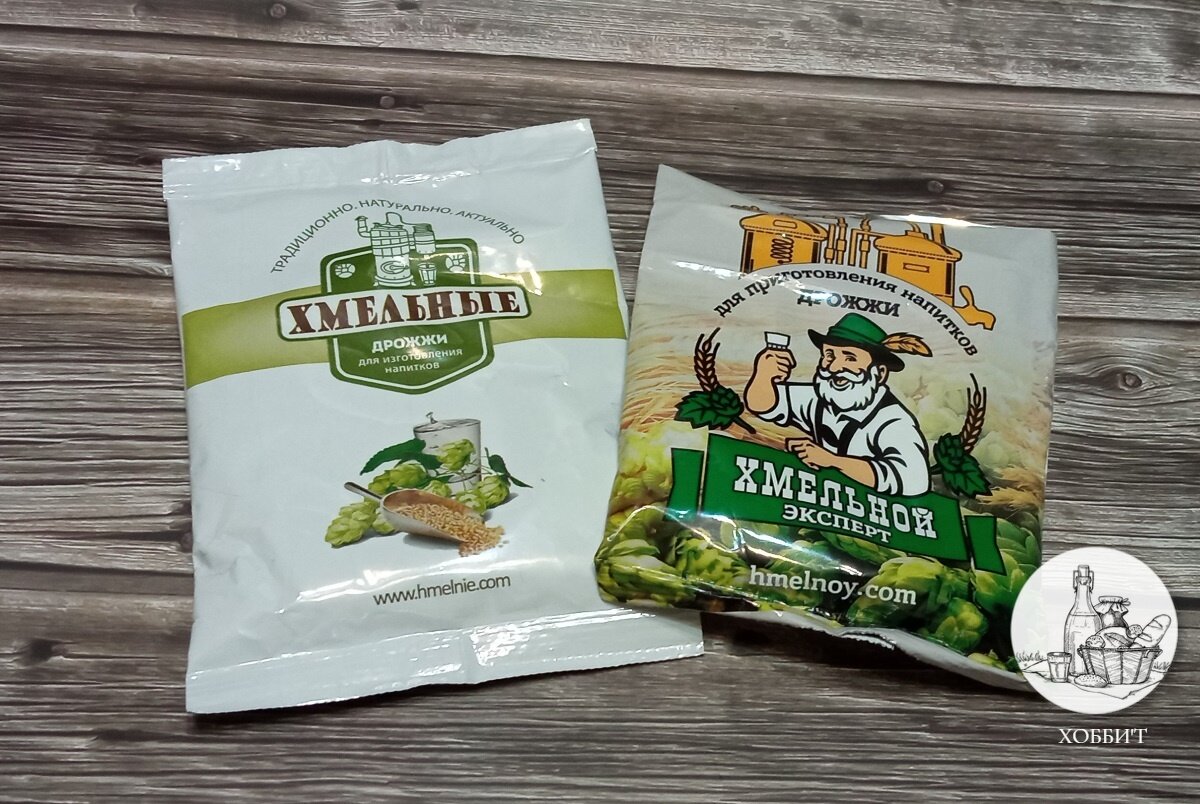 ТРАДИЦИОННО. НАТУРАЛЬНО. АКТУАЛЬНО
ХМЕЛЬНЫЕ
ДРОЖЖИ
для изготовления
напитков
www.hmelnie.com
для приготовления напитков
ДРОЖЖИ
ХМЕЛЬНОЙ
ЭКСПЕРТ
hmelnoy.com
ХОББИ'Т